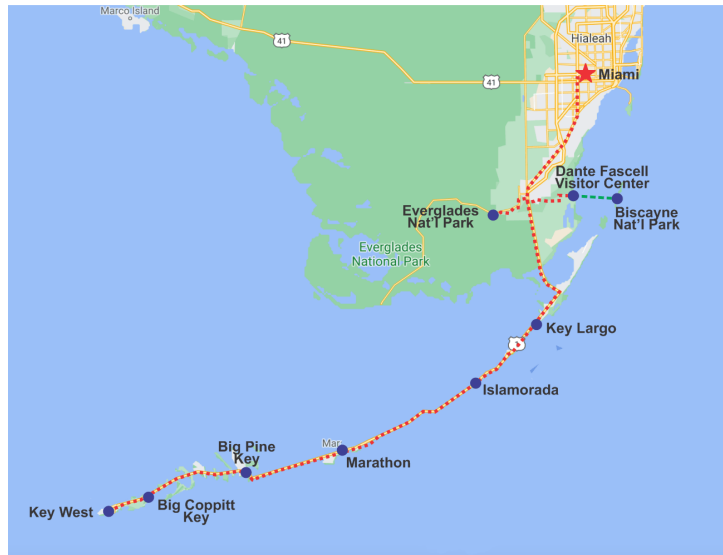 Marco Island
41
Hialeah
Miami
41
Dante Fascell
Visitor Center
Everglades
Nat'l Park
Biscayne
Nat'l Park
Everglades
National Park
Key Largo
Islamorada
Mar
Marathon
Big Pine
Key
Big Coppitt
Key
Key West